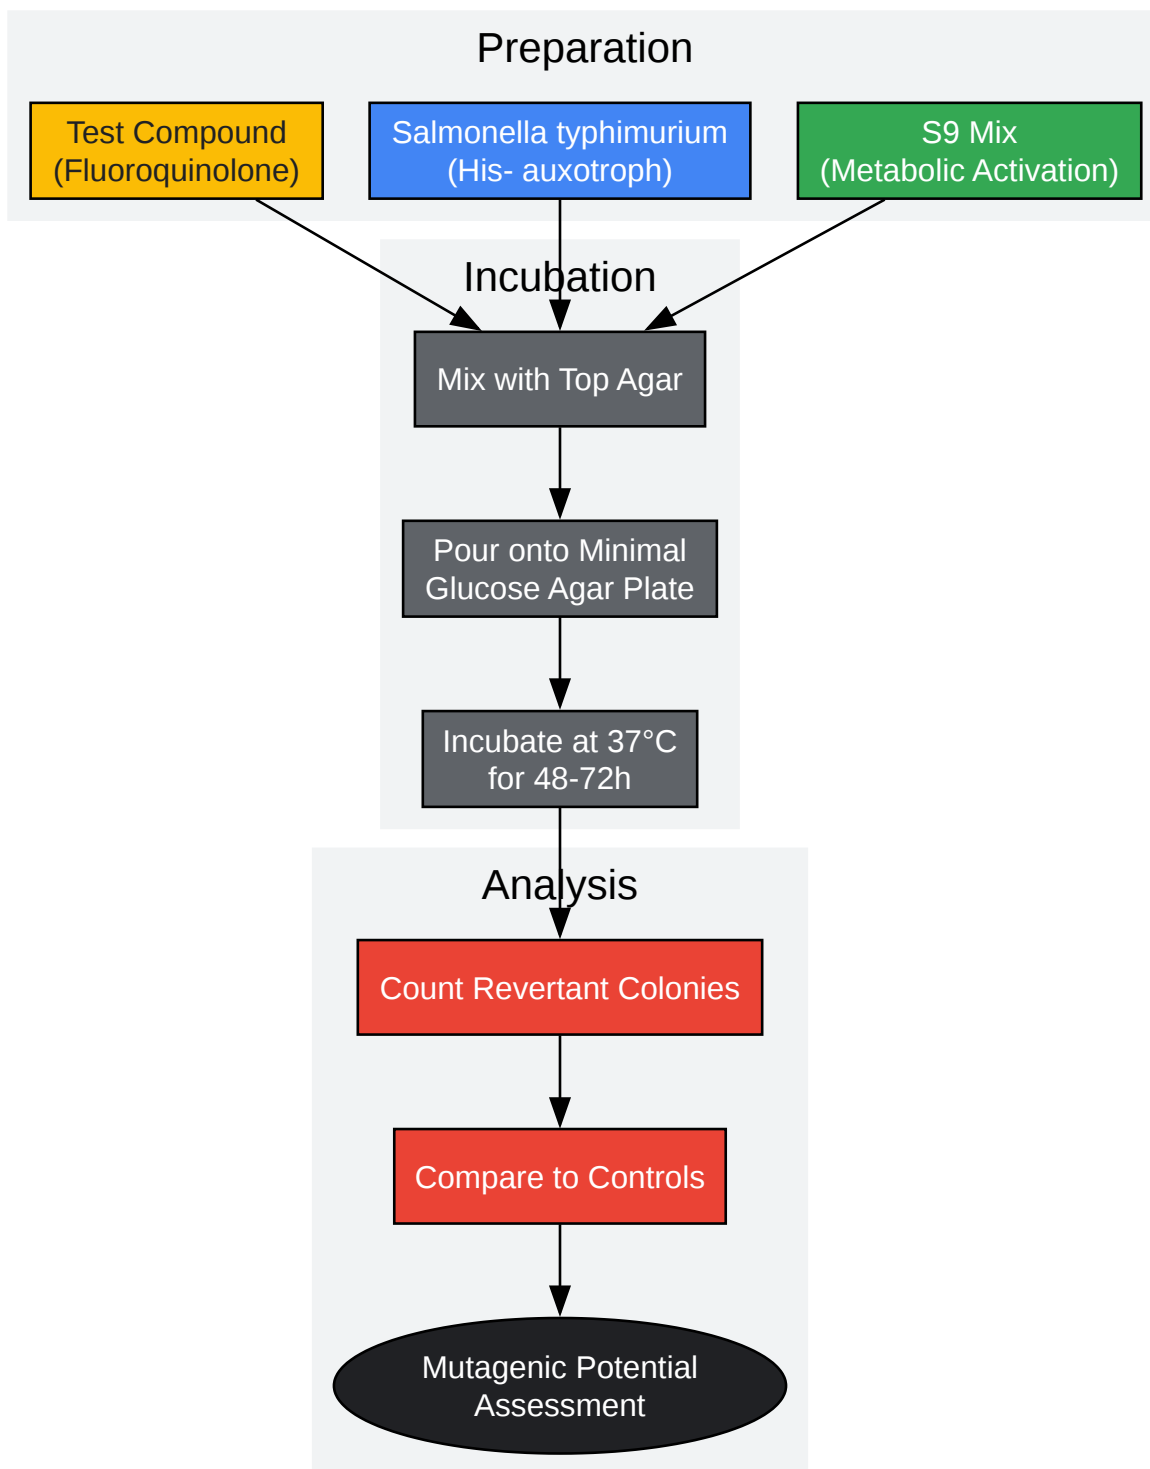 Preparation
Test Compound
(Fluoroquinolone)
Salmonella typhimurium
(His- auxotroph)
S9 Mix
(Metabolic Activation)
Incubation
Mix with Top Agar
Pour onto Minimal
Glucose Agar Plate
Incubate at 37°C
for 48-72h
Analysis
Count Revertant Colonies
Compare to Controls
Mutagenic Potential
Assessment